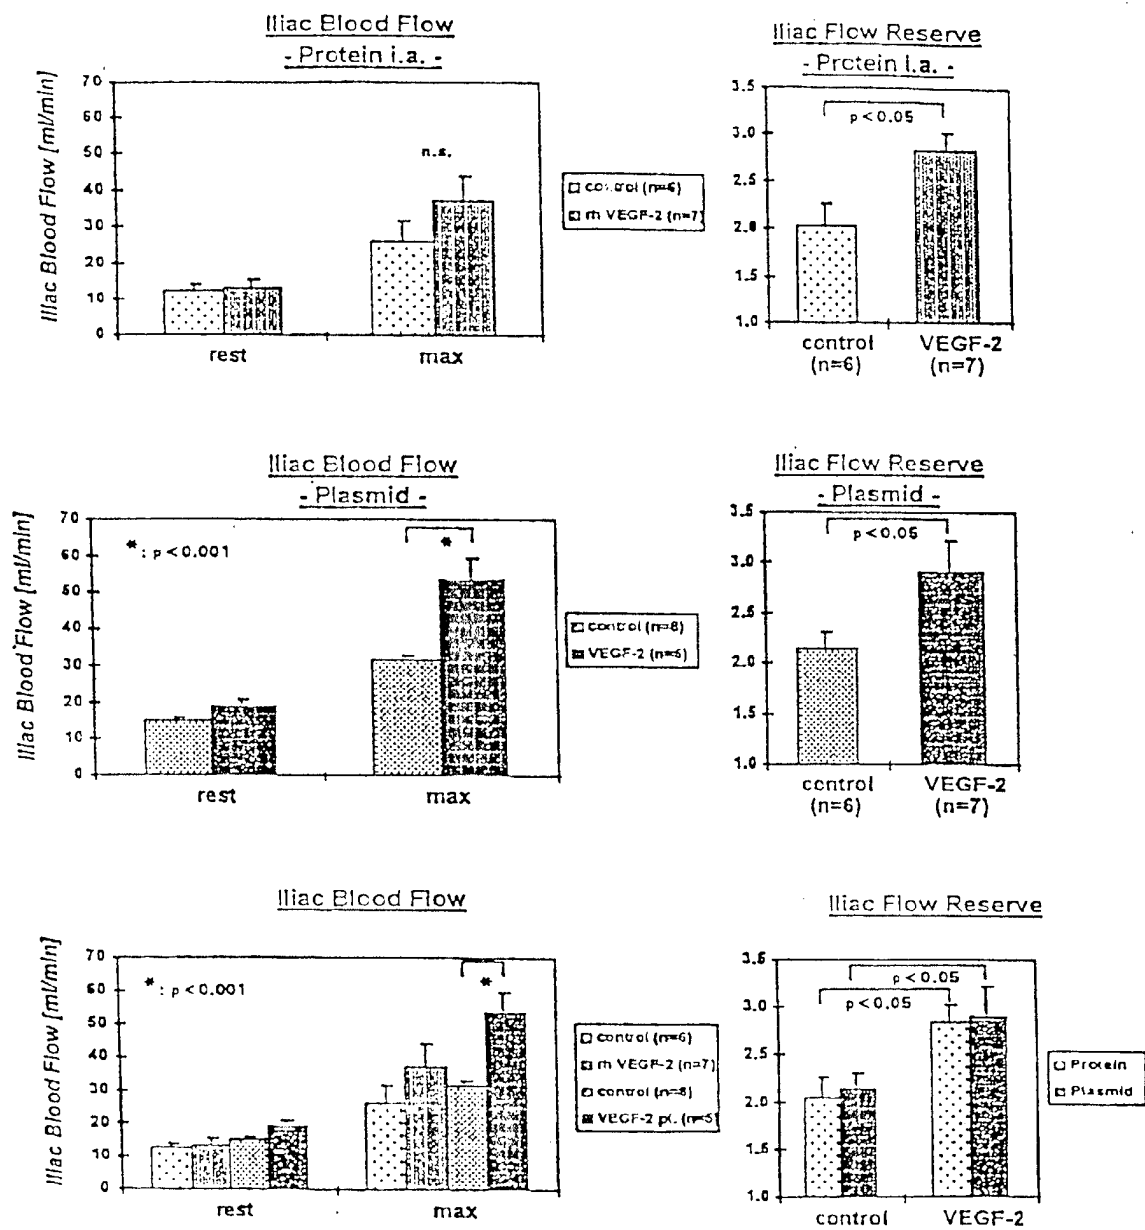 Iliac Blood Flow
- Protein i.a. -
Iliac Blood Flow [ml/min]
70
60
50
40
30
20
10
0
n.s.
rest
max
control (n=6)
rh VEGF-2 (n=7)
Iliac Flow Reserve
- Protein i.a. -
3.5
3.0
2.5
2.0
1.5
1.0
p<0.05
control
(n=6)
VEGF-2
(n=7)
Iliac Blood Flow
- Plasmid -
Iliac Blood Flow [ml/min]
70
60
50
40
30
20
10
0
*: p<0.001
*
rest
max
control (n=8)
Iliac Flow Reserve
- Plasmid -
3.5
3.0
2.5
2.0
1.5
1.0
p<0.05
control
(n=6)
VEGF-2
(n=7)
Iliac Blood Flow
Iliac Blood Flow [ml/min]
70
60
50
40
30
20
10
0
*: p<0.001
*
rest
max
control (n=6)
rh VEGF-2 (n=7)
control (n=8)
VEGF-2 pl.
Iliac Flow Reserve
3.5
3.0
2.5
2.0
1.5
1.0
p<0.05
p<0.05
control
VEGF-2
Protein
Plasmid